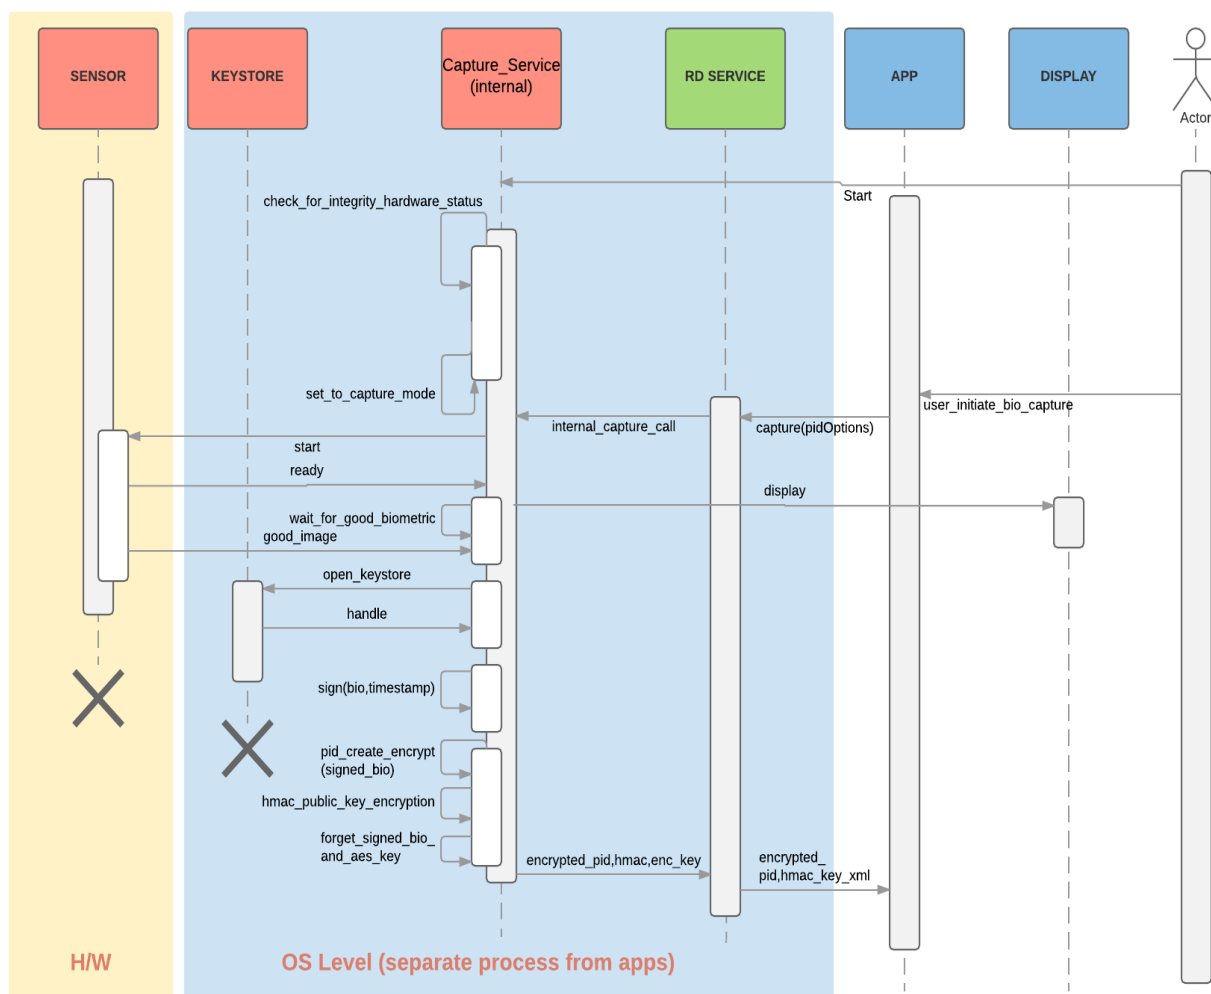 SENSOR
KEYSTORE
Capture_Service
(internal)
RD SERVICE
APP
DISPLAY
Actor
Start
check_for_integrity_hardware_status
set_to_capture_mode
user_initiate_bio_capture
internal_capture_call
capture(pidOptions)
start
ready
display
wait_for_good_biometric
good_image
open_keystore
handle
sign(bio,timestamp)
pid_create_encrypt
(signed_bio)
hmac_public_key_encryption
forget_signed_bio_
and_aes_key
encrypted_pid,hmac,enc_key
encrypted_
pid,hmac_key_xml
H/W
OS Level (separate process from apps)